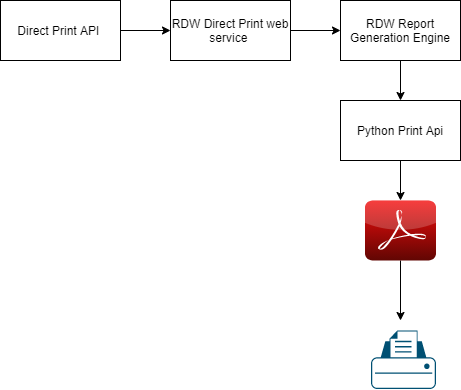 Direct Print API
RDW Direct Print web
service
RDW Report
Generation Engine
Python Print Api